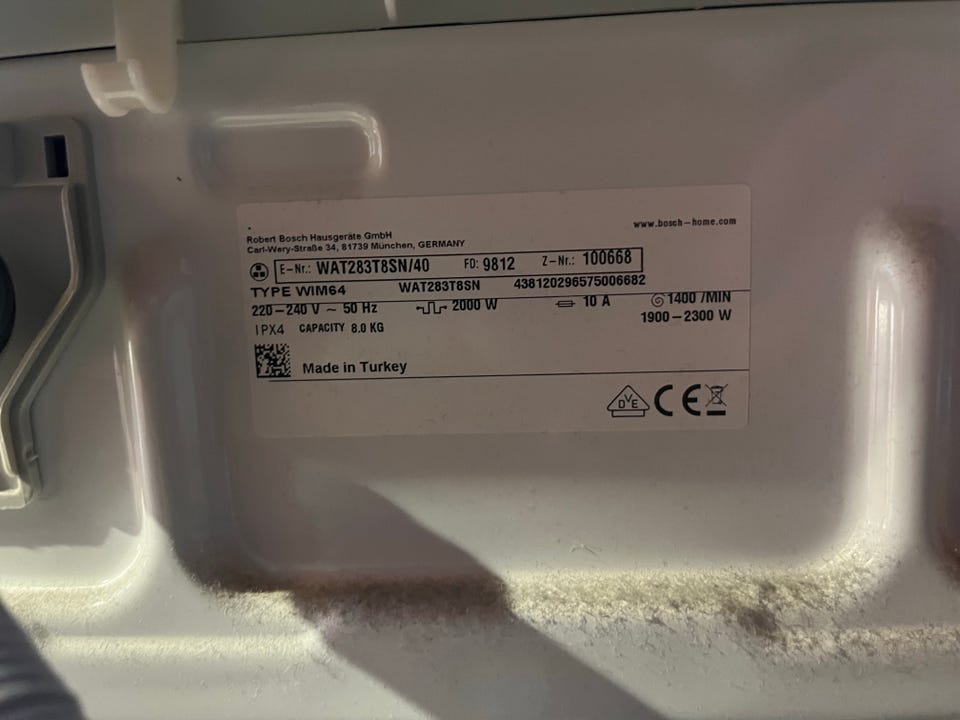 www.bosch-home.com
Robert Bosch Hausgeräte GmbH
Carl-Wery-Straße 34, 81739 München, GERMANY
E-Nr.: WAT283T8SN/40 FD: 9812 Z-Nr.: 100668
TYPE WIM64 WAT283T8SN 438120296575006682
220-240 V ~ 50 Hz 2000 W 10 A 1400 /MIN
1900-2300 W
IPX4 CAPACITY 8.0 KG
Made in Turkey
DVE CE